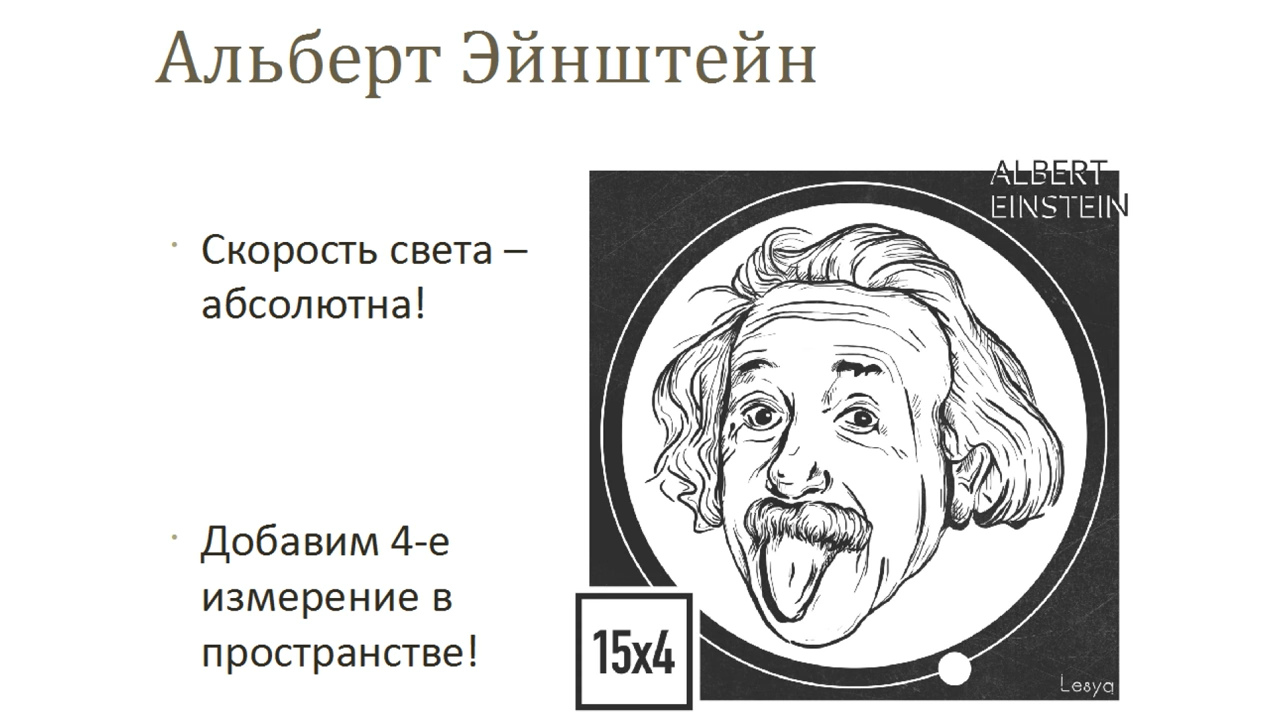 Альберт Эйнштейн
ALBERT
EINSTEIN
Скорость света –
абсолютна!
Добавим 4-е
измерение в
пространстве!
15x4
Lesya